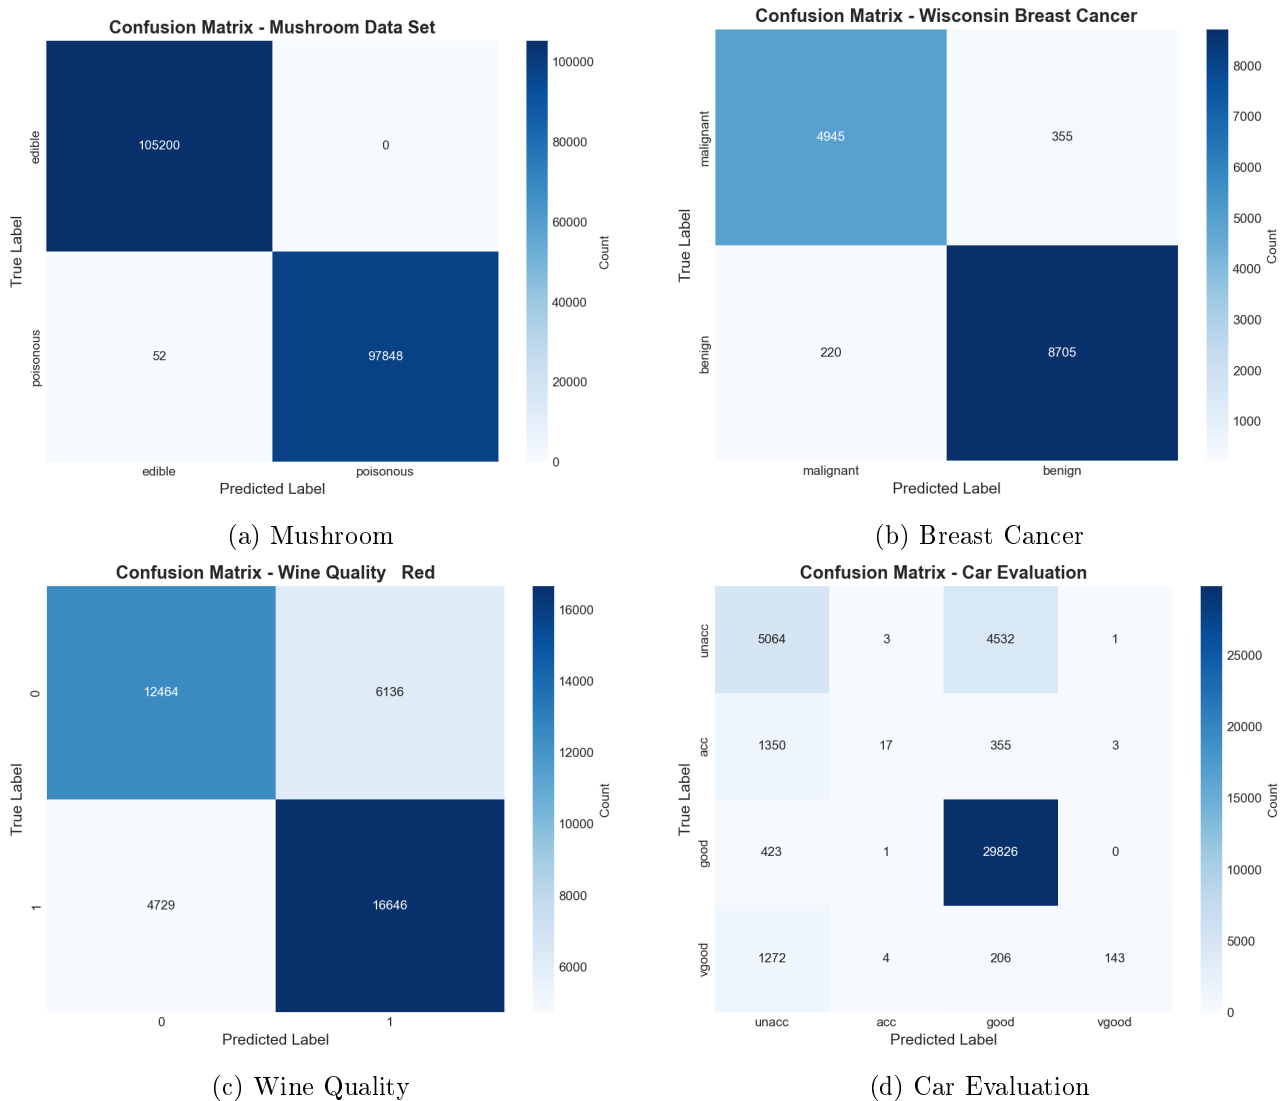 Confusion Matrix - Mushroom Data Set
True Label
edible
poisonous
105200 0
52 97848
edible poisonous
Predicted Label
100000
80000
60000
40000
20000
0
Count
(a) Mushroom
Confusion Matrix - Wisconsin Breast Cancer
True Label
malignant
benign
4945 355
220 8705
malignant benign
Predicted Label
8000
7000
6000
5000
4000
3000
2000
1000
Count
(b) Breast Cancer
Confusion Matrix - Wine Quality Red
True Label
0
1
12464 6136
4729 16646
0 1
Predicted Label
16000
14000
12000
10000
8000
6000
Count
(c) Wine Quality
Confusion Matrix - Car Evaluation
True Label
unacc
acc
good
vgood
5064 3 4532 1
1350 17 355 3
423 1 29826 0
1272 4 206 143
unacc acc good vgood
Predicted Label
25000
20000
15000
10000
5000
0
Count
(d) Car Evaluation